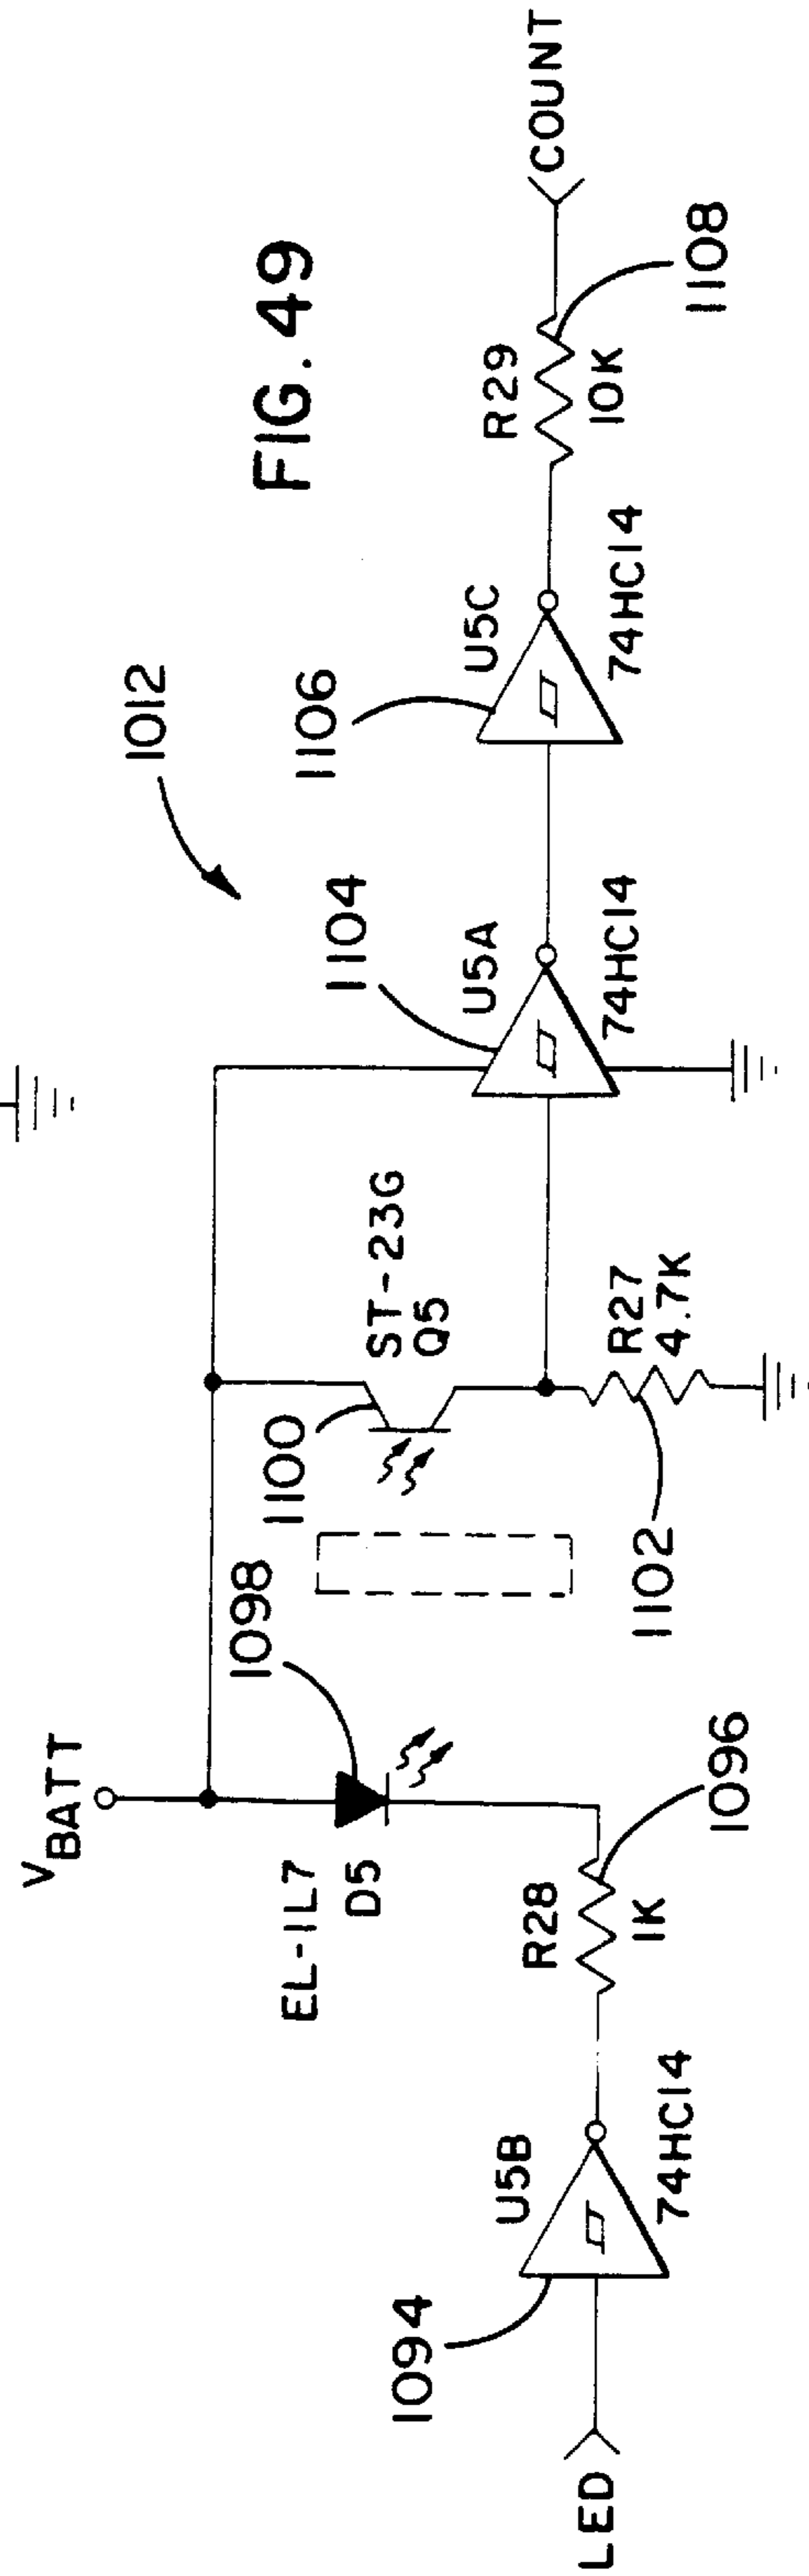 FIG. 49
1012
VBATT
EL-1L7
D5
1098
1100
ST-23G
Q5
1104
U5A
74HC14
1106
U5C
74HC14
R29
10K
1108
COUNT
R27
4.7K
1102
R28
1K
1096
U5B
74HC14
1094
LED